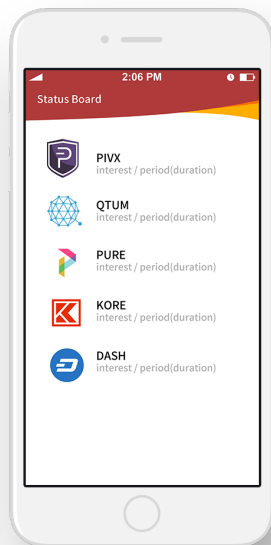 2:06 PM
Status Board
PIVX
interest / period(duration)
QTUM
interest / period(duration)
PURE
interest / period(duration)
KORE
interest / period(duration)
DASH
interest / period(duration)